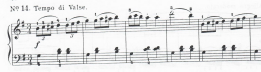 Nº 14. Tempo di Valse.